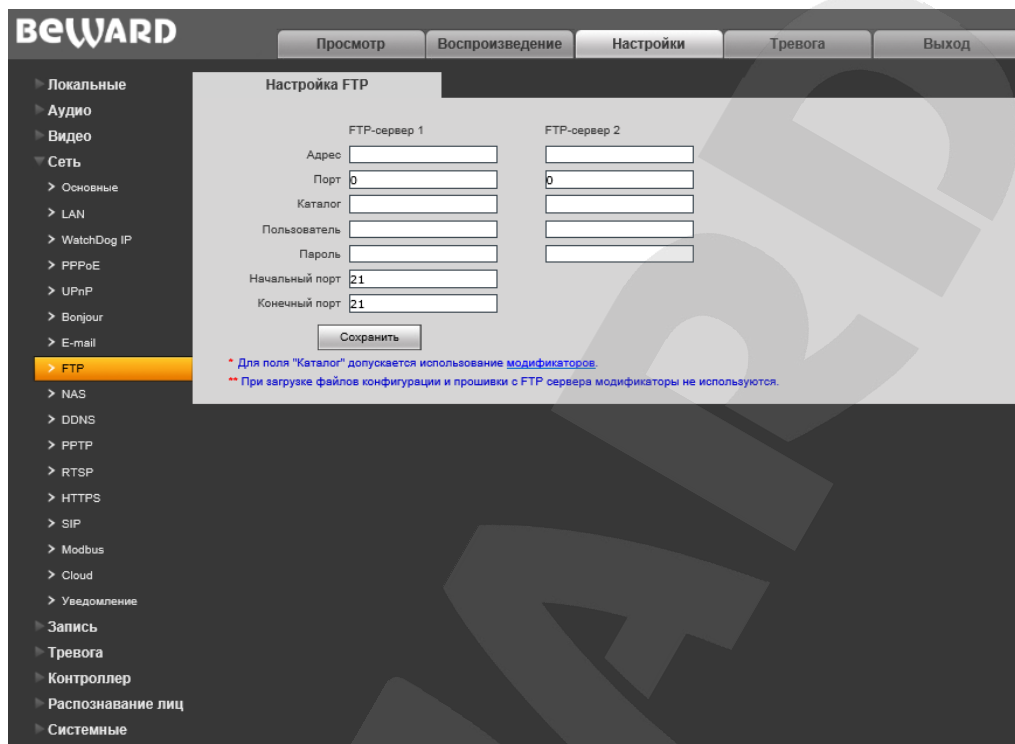 BEWARD
Просмотр Воспроизведение Настройки Тревога Выход
Локальные
Аудио
Видео
Сеть
> Основные
> LAN
> WatchDog IP
> PPPoE
> UPnP
> Bonjour
> E-mail
> FTP
> NAS
> DDNS
> PPTP
> RTSP
> HTTPS
> SIP
> Modbus
> Cloud
> Уведомление
Запись
Тревога
Контроллер
Распознавание лиц
Системные
Настройка FTP
FTP-сервер 1 FTP-сервер 2
Адрес
Порт 0 0
Каталог
Пользователь
Пароль
Начальный порт 21
Конечный порт 21
Сохранить
* Для поля "Каталог" допускается использование модификаторов.
** При загрузке файлов конфигурации и прошивки с FTP сервера модификаторы не используются.